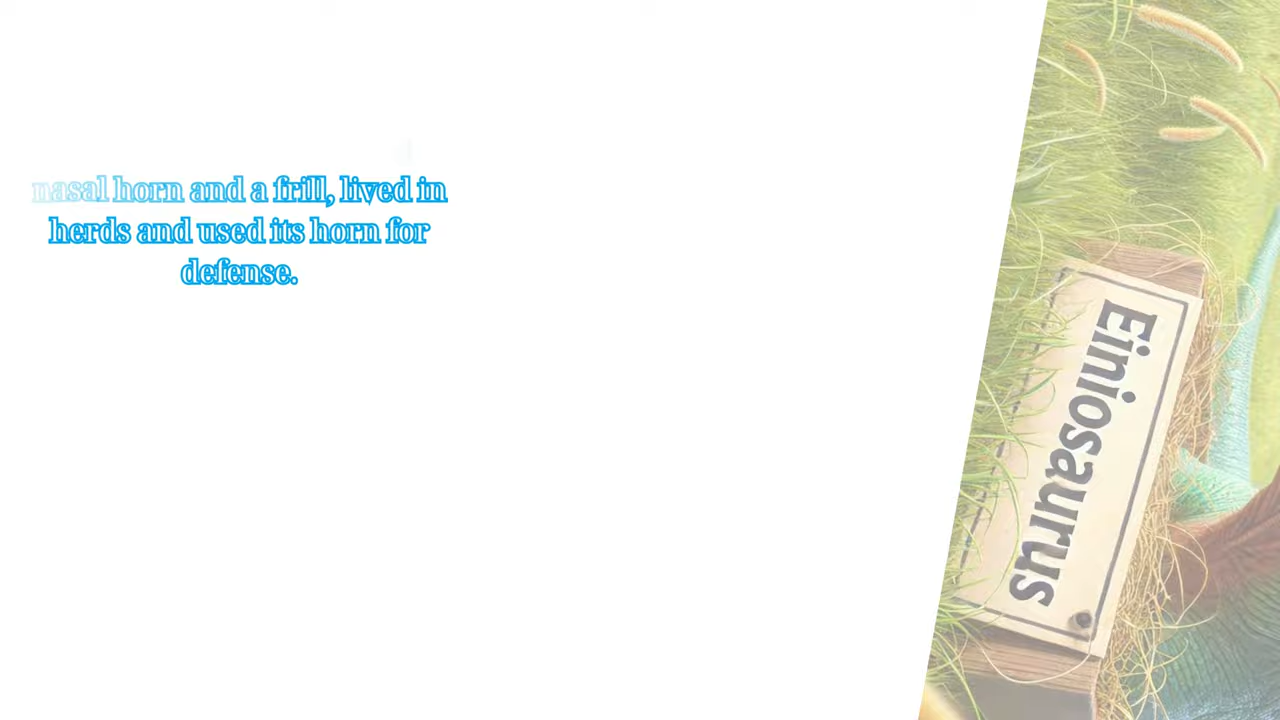 nasal horn and a frill, lived in
herds and used its horn for
defense.
Einiosaurus